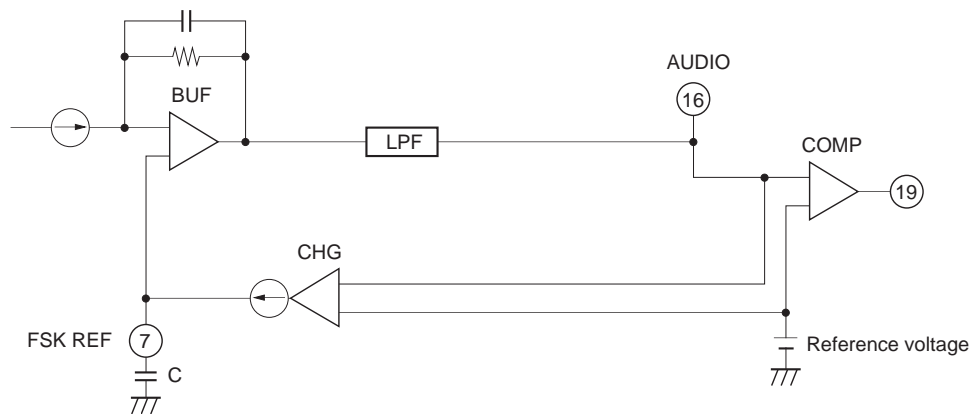 BUF
LPF
AUDIO
16
COMP
19
CHG
FSK REF
7
C
Reference voltage